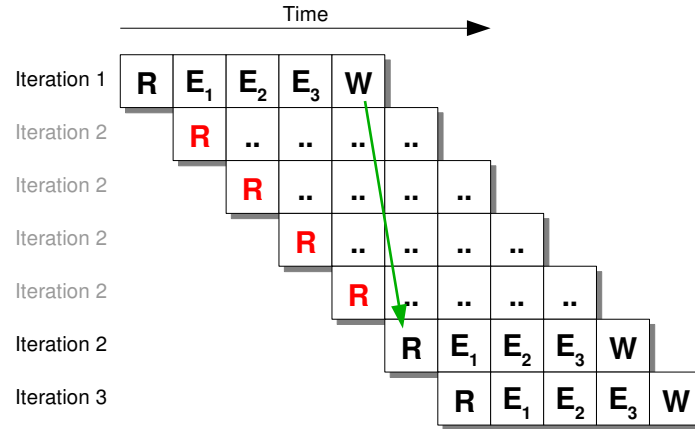 Time
Iteration 1 R E₁ E₂ E₃ W
Iteration 2 R .. .. .. ..
Iteration 2 R .. .. .. ..
Iteration 2 R .. .. .. ..
Iteration 2 R .. .. .. ..
Iteration 2 R E₁ E₂ E₃ W
Iteration 3 R E₁ E₂ E₃ W